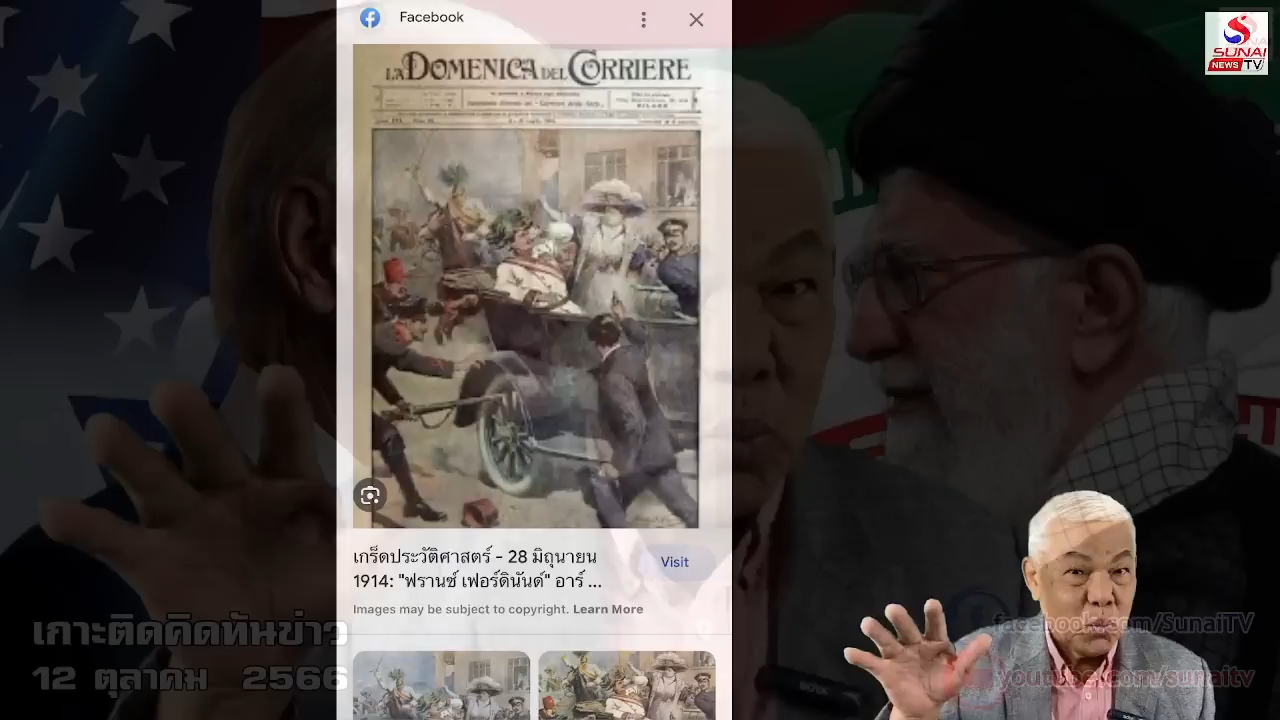 Facebook
SUNAI
NEWS TV
LA DOMENICA DEL CORRIERE
เกร็ดประวัติศาสตร์ - 28 มิถุนายน
1914: "ฟรานซ์ เฟอร์ดินันด์" อาร์ ...
Visit
Images may be subject to copyright. Learn More
เกาะติดคิดทันข่าว
12 ตุลาคม 2566
facebook.com/SunaiTV
youtube.com/sunaitv